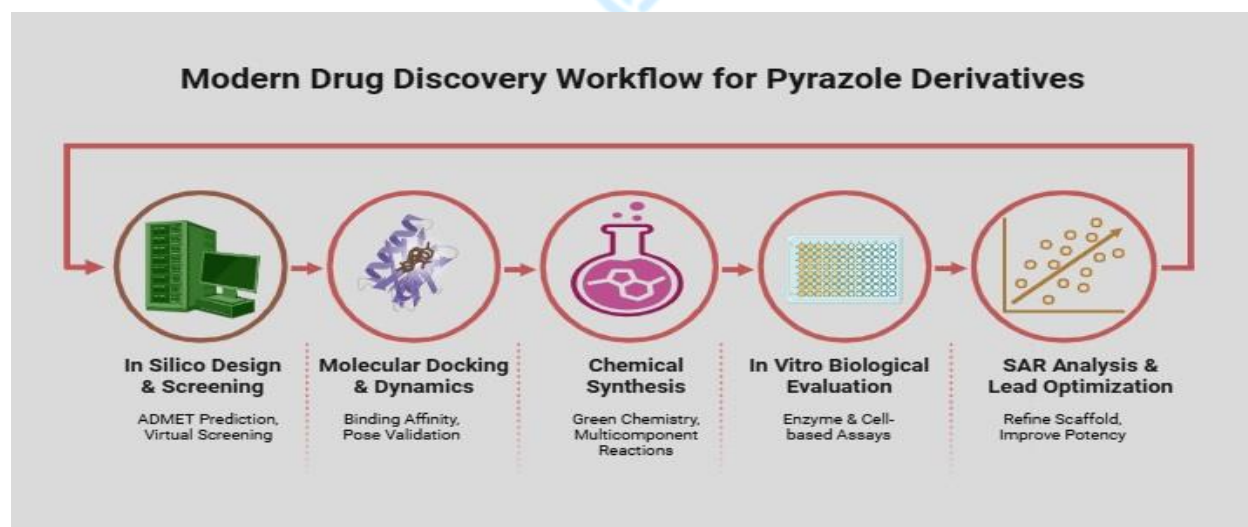 Modern Drug Discovery Workflow for Pyrazole Derivatives
In Silico Design
& Screening
ADMET Prediction,
Virtual Screening
Molecular Docking
& Dynamics
Binding Affinity,
Pose Validation
Chemical
Synthesis
Green Chemistry,
Multicomponent
Reactions
In Vitro Biological
Evaluation
Enzyme & Cell-
based Assays
SAR Analysis &
Lead Optimization
Refine Scaffold,
Improve Potency